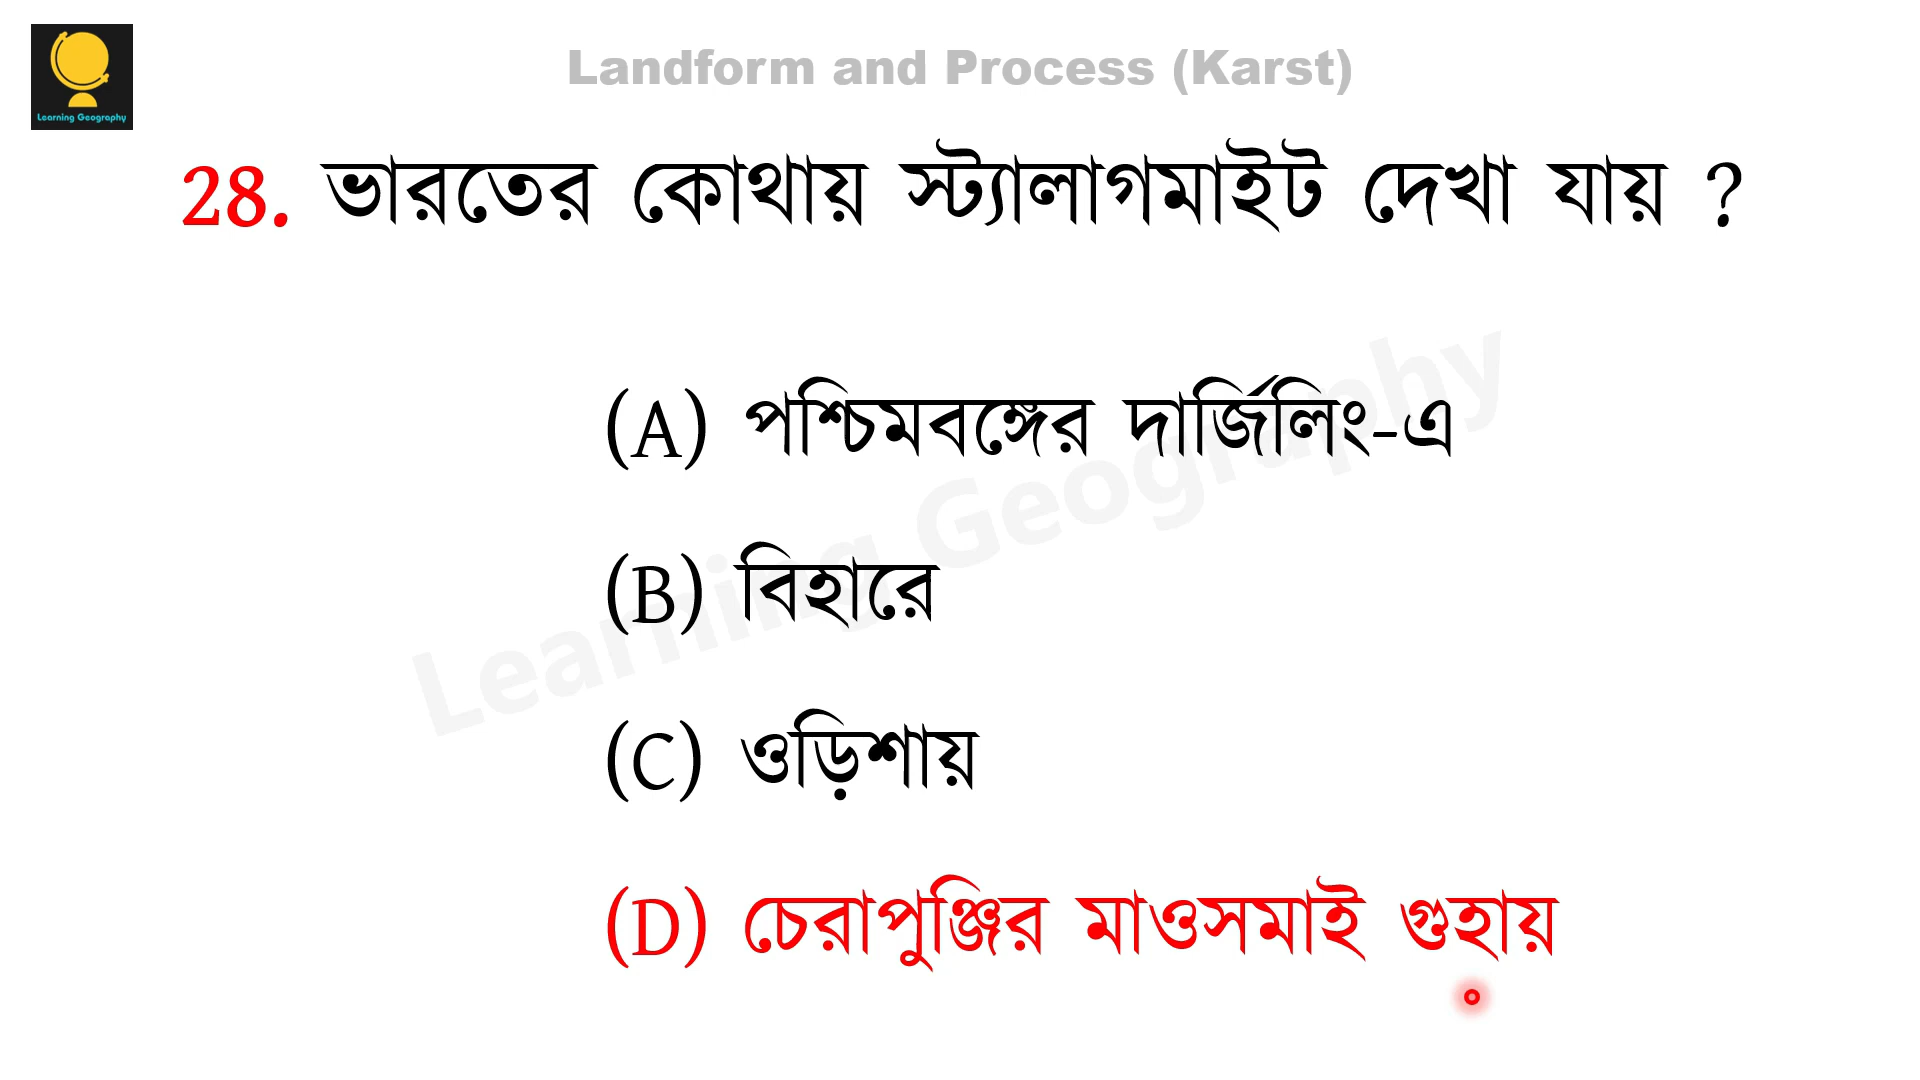 Landform and Process (Karst)
Learning Geography
28. ভারতের কোথায় স্ট্যালাগমাইট দেখা যায় ?
(A) পশ্চিমবঙ্গের দার্জিলিং-এ
(B) বিহারে
(C) ওড়িশায়
(D) চেরাপুঞ্জির মাওসমাই গুহায়
Learning Geography